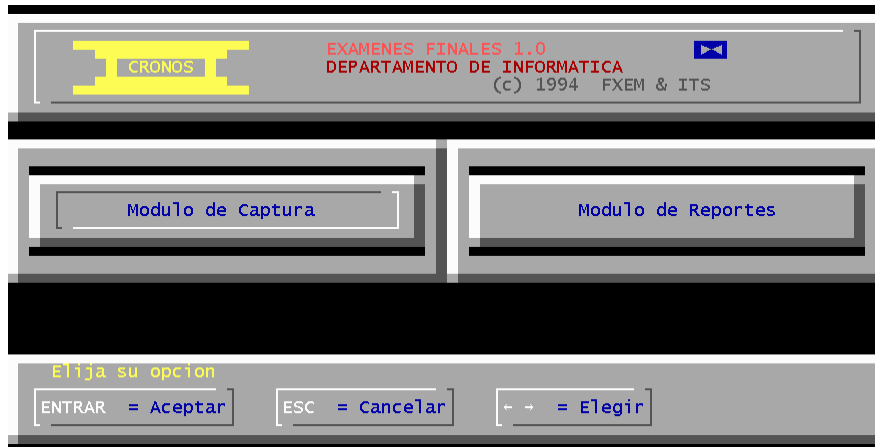 EXAMENES FINALES 1.0
CRONOS DEPARTAMENTO DE INFORMATICA
(c) 1994 FXEM & ITS
Modulo de Captura Modulo de Reportes
Elija su opcion
ENTRAR = Aceptar ESC = Cancelar ← → = Elegir